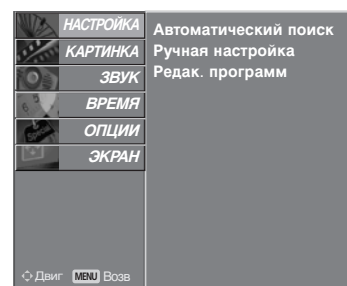 НАСТРОЙКА
КАРТИНКА
ЗВУК
ВРЕМЯ
ОПЦИИ
ЭКРАН
Автоматический поиск
Ручная настройка
Редак. программ
Двиг MENU Возв